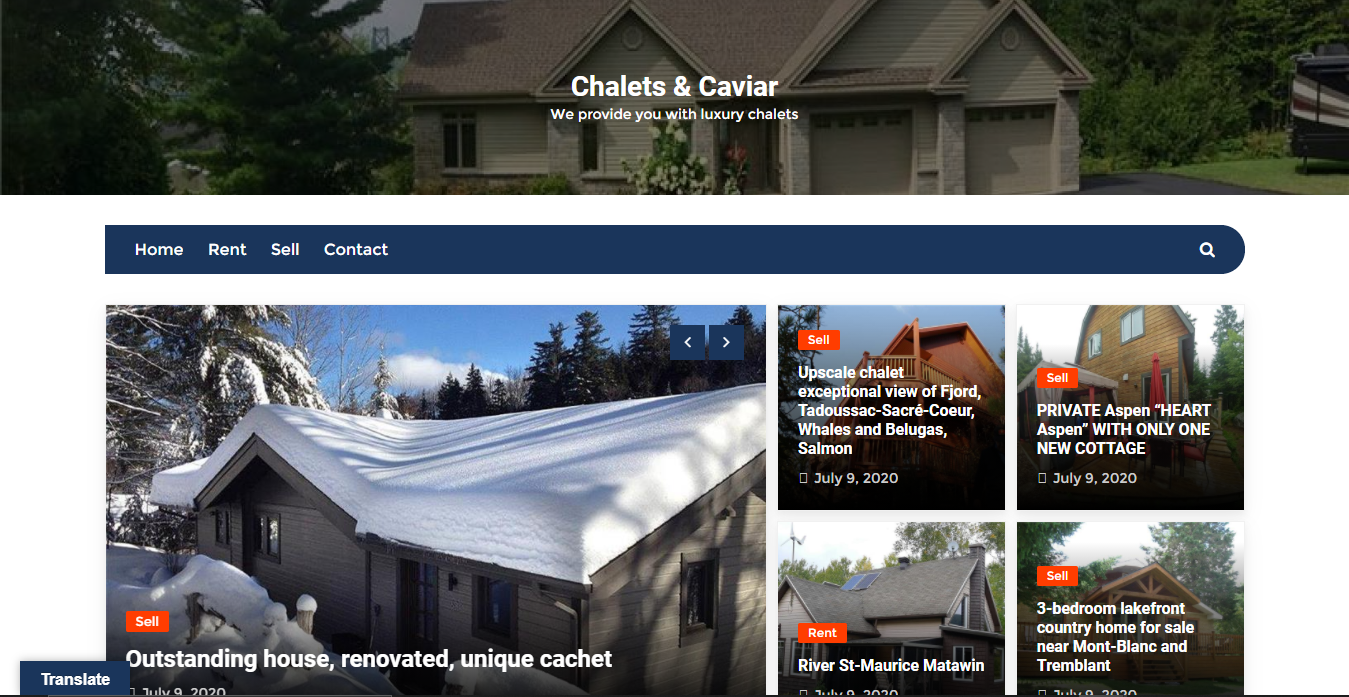 Chalets & Caviar
We provide you with luxury chalets
Home Rent Sell Contact
Sell
Outstanding house, renovated, unique cachet
July 9, 2020
Sell
Upscale chalet
exceptional view of Fjord,
Tadoussac-Sacré-Coeur,
Whales and Belugas,
Salmon
July 9, 2020
Sell
PRIVATE Aspen “HEART
Aspen” WITH ONLY ONE
NEW COTTAGE
July 9, 2020
Rent
River St-Maurice Matawin
July 9, 2020
Sell
3-bedroom lakefront
country home for sale
near Mont-Blanc and
Tremblant
July 9, 2020
Translate